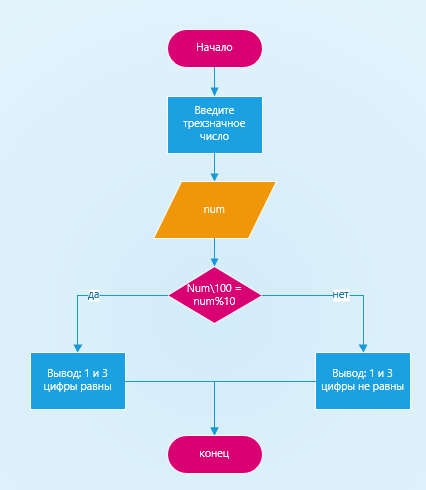 Начало
Введите
трехзначное
число
num
Num\100 =
num%10
да
нет
Вывод: 1 и 3
цифры равны
Вывод: 1 и 3
цифры не равны
конец